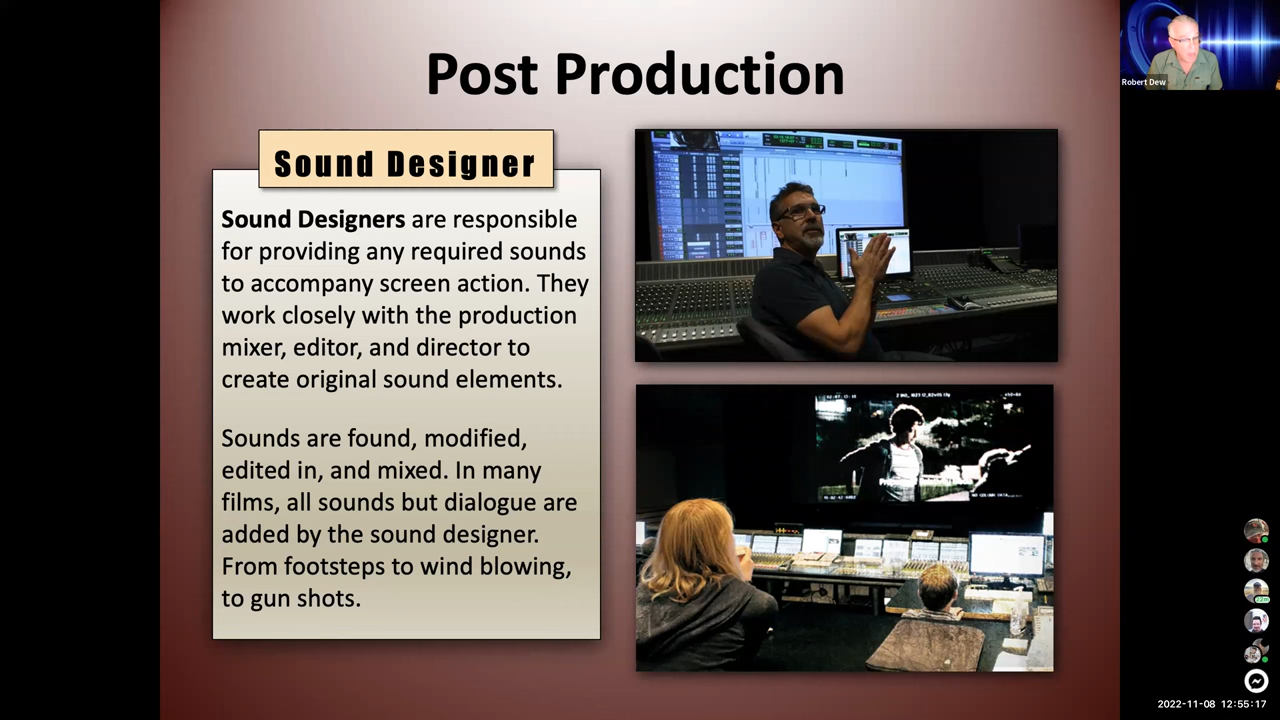 Post Production
Robert Dew
Sound Designer
Sound Designers are responsible
for providing any required sounds
to accompany screen action. They
work closely with the production
mixer, editor, and director to
create original sound elements.
Sounds are found, modified,
edited in, and mixed. In many
films, all sounds but dialogue are
added by the sound designer.
From footsteps to wind blowing,
to gun shots.
2022-11-08 12:55:17